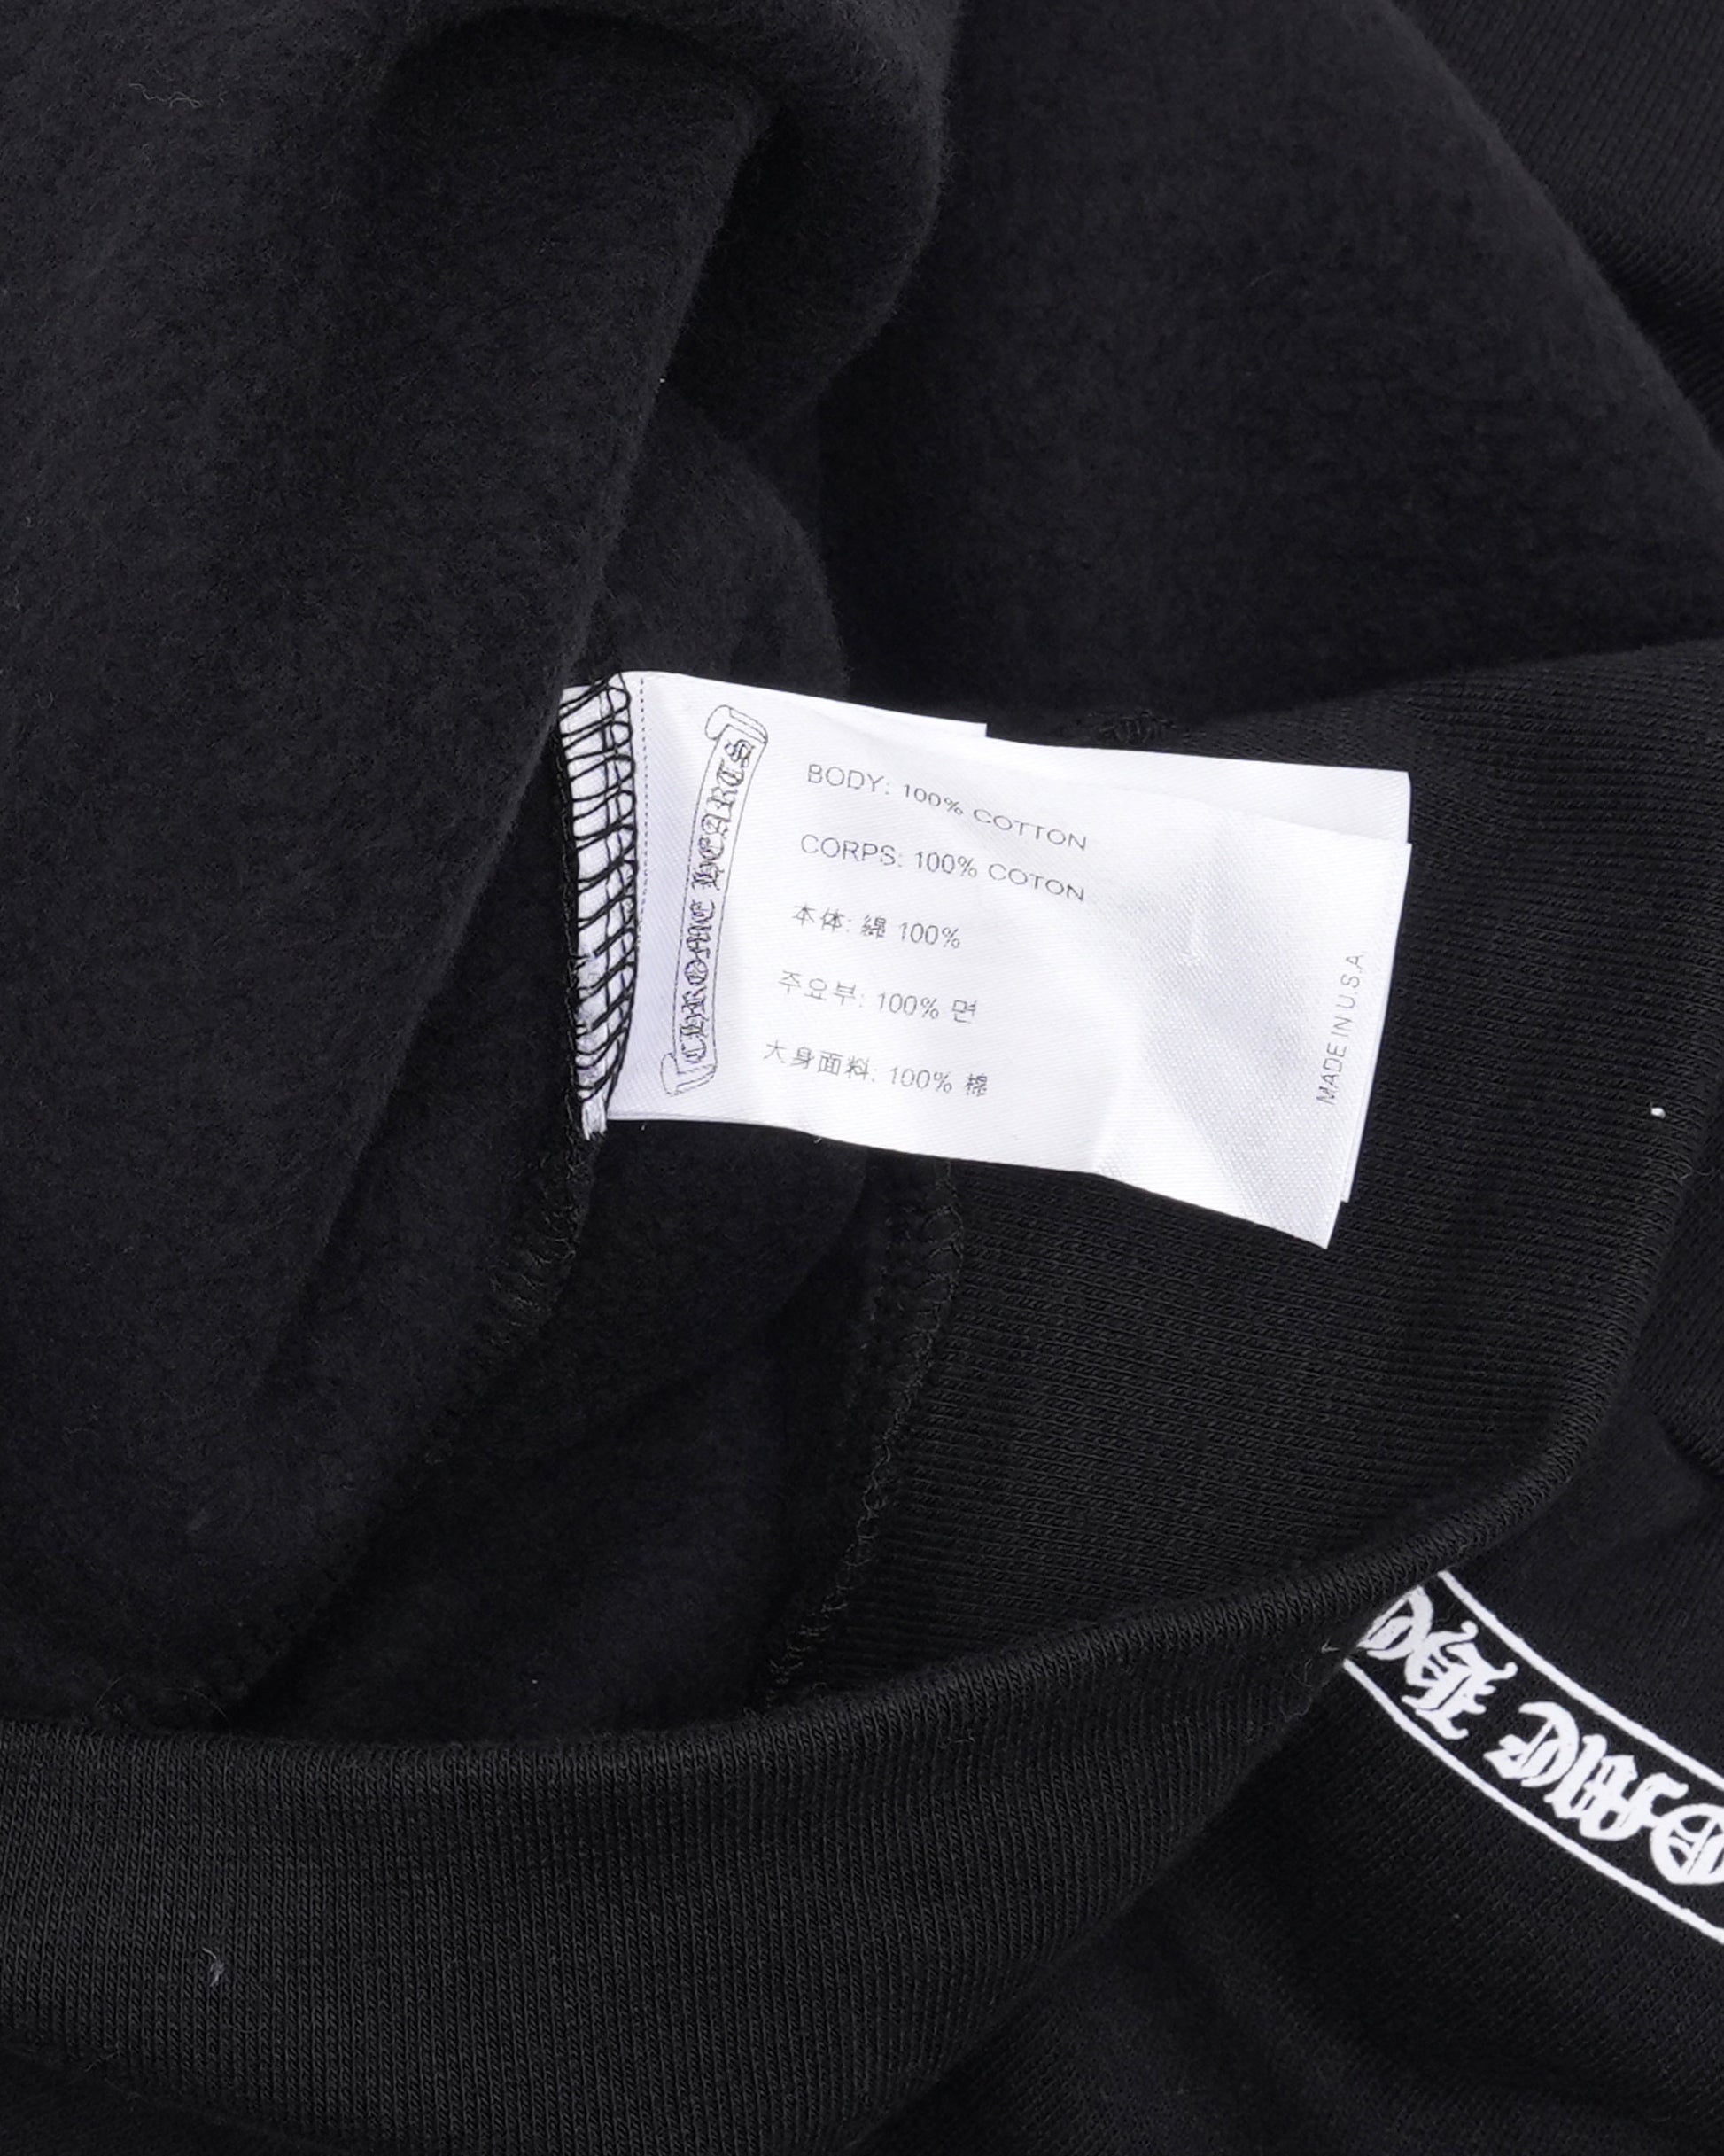 CHROME HEARTS
BODY: 100% COTTON
CORPS: 100% COTON
本体: 綿 100%
주요부: 100% 면
大身面料: 100% 棉
MADE IN U.S.A.